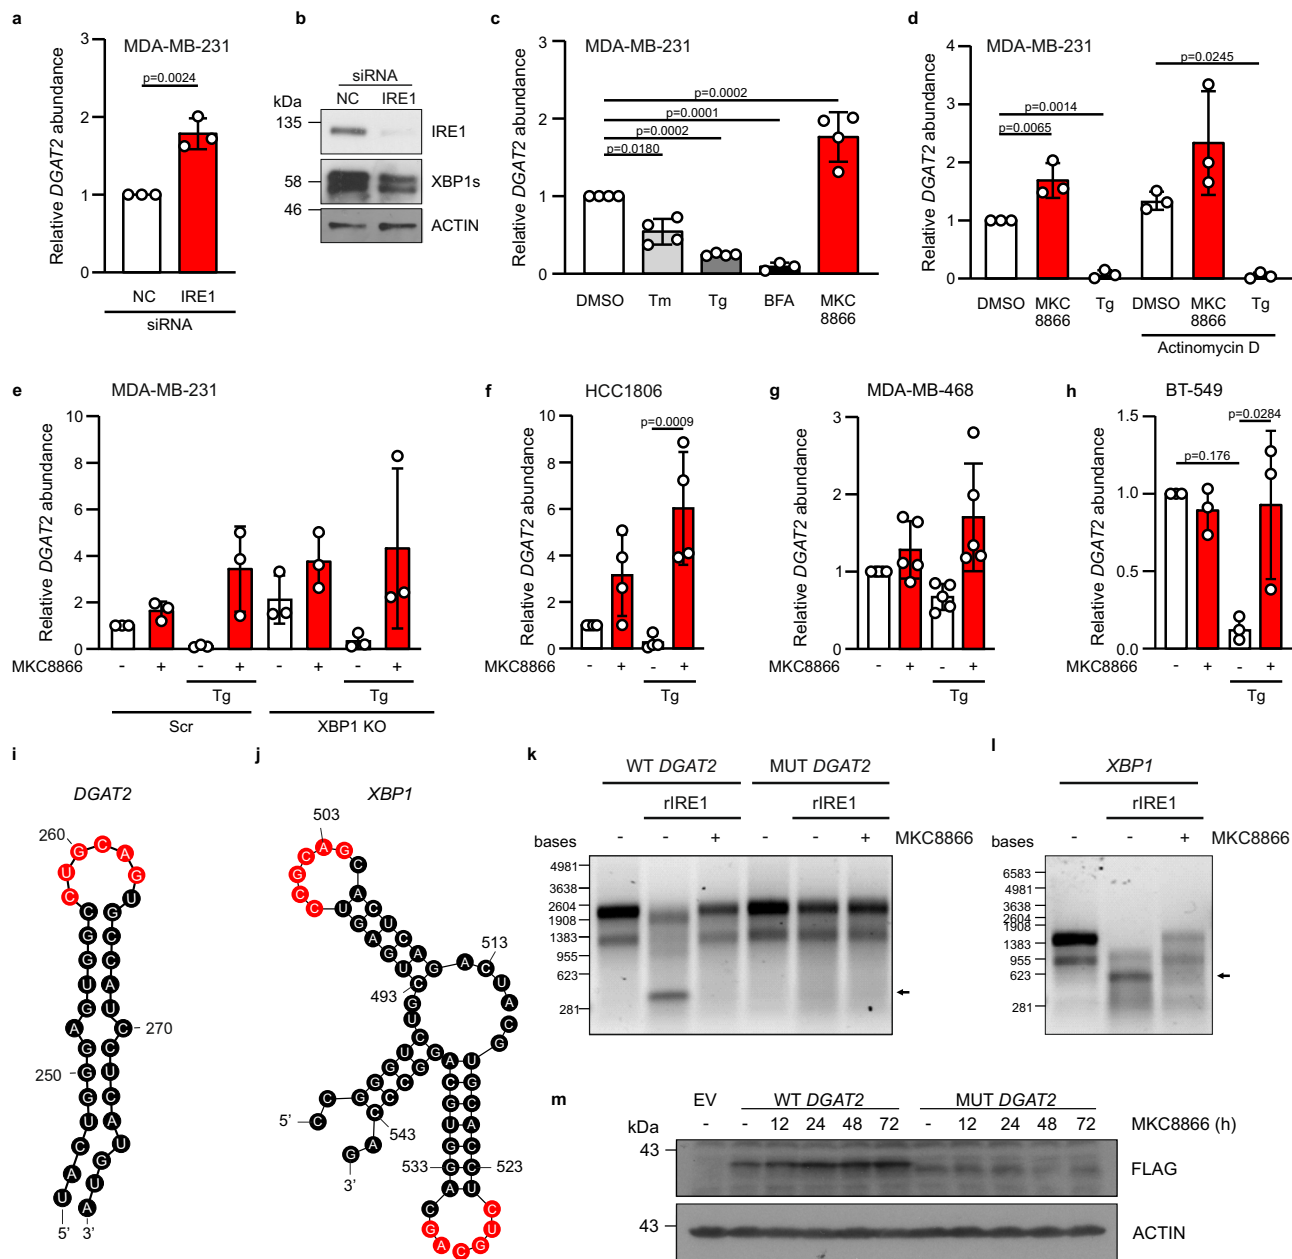 a
MDA-MB-231
Relative DGAT2 abundance
3
2
1
0
p=0.0024
NC IRE1
siRNA
b
siRNA
NC IRE1
kDa
135
58
46
IRE1
XBP1s
ACTIN
c
MDA-MB-231
Relative DGAT2 abundance
3
2
1
0
p=0.0002
p=0.0001
p=0.0002
p=0.0180
DMSO Tm Tg BFA MKC 8866
d
MDA-MB-231
Relative DGAT2 abundance
4
3
2
1
0
p=0.0245
p=0.0014
p=0.0065
DMSO MKC 8866 Tg DMSO MKC 8866 Tg
Actinomycin D
e
MDA-MB-231
Relative DGAT2 abundance
10
8
6
4
2
0
MKC8866 - + - + - + - +
Tg Tg
Scr XBP1 KO
f
HCC1806
Relative DGAT2 abundance
10
8
6
4
2
0
p=0.0009
MKC8866 - + - +
Tg
g
MDA-MB-468
Relative DGAT2 abundance
3
2
1
0
MKC8866 - + - +
Tg
h
BT-549
Relative DGAT2 abundance
1.5
1.0
0.5
0.0
p=0.0284
p=0.176
MKC8866 - + - +
Tg
i
DGAT2
260
270
250
5' 3'
j
XBP1
503
513
493
543
533
523
5'
3'
k
WT DGAT2 MUT DGAT2
rIRE1 rIRE1
bases - - + - - + MKC8866
4981
3638
2604
1908
1383
955
623
281
l
XBP1
rIRE1
bases - - + MKC8866
6583
4981
3638
2604
1908
1383
955
623
281
m
EV WT DGAT2 MUT DGAT2
kDa - - 12 24 48 72 - 12 24 48 72 MKC8866 (h)
43
FLAG
43
ACTIN